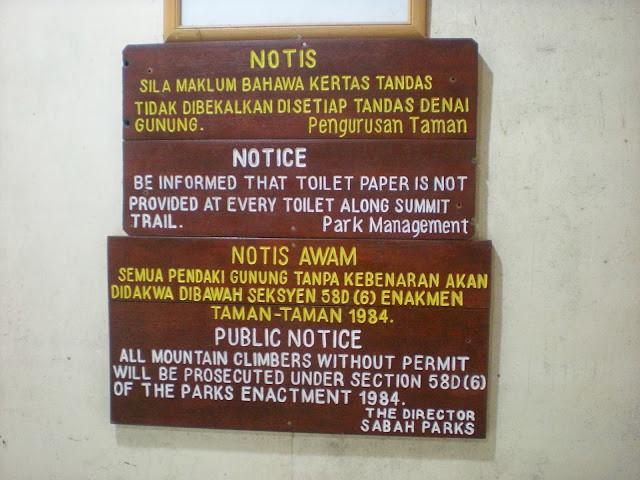 NOTIS
SILA MAKLUM BAHAWA KERTAS TANDAS
TIDAK DIBEKALKAN DISETIAP TANDAS DENAI
GUNUNG. Pengurusan Taman
NOTICE
BE INFORMED THAT TOILET PAPER IS NOT
PROVIDED AT EVERY TOILET ALONG SUMMIT
TRAIL. Park Management
NOTIS AWAM
SEMUA PENDAKI GUNUNG TANPA KEBENARAN AKAN
DIDAKWA DIBAWAH SEKSYEN 58D (6) ENAKMEN
TAMAN-TAMAN 1984.
PUBLIC NOTICE
ALL MOUNTAIN CLIMBERS WITHOUT PERMIT
WILL BE PROSECUTED UNDER SECTION 58D(6)
OF THE PARKS ENACTMENT 1984.
THE DIRECTOR
SABAH PARKS